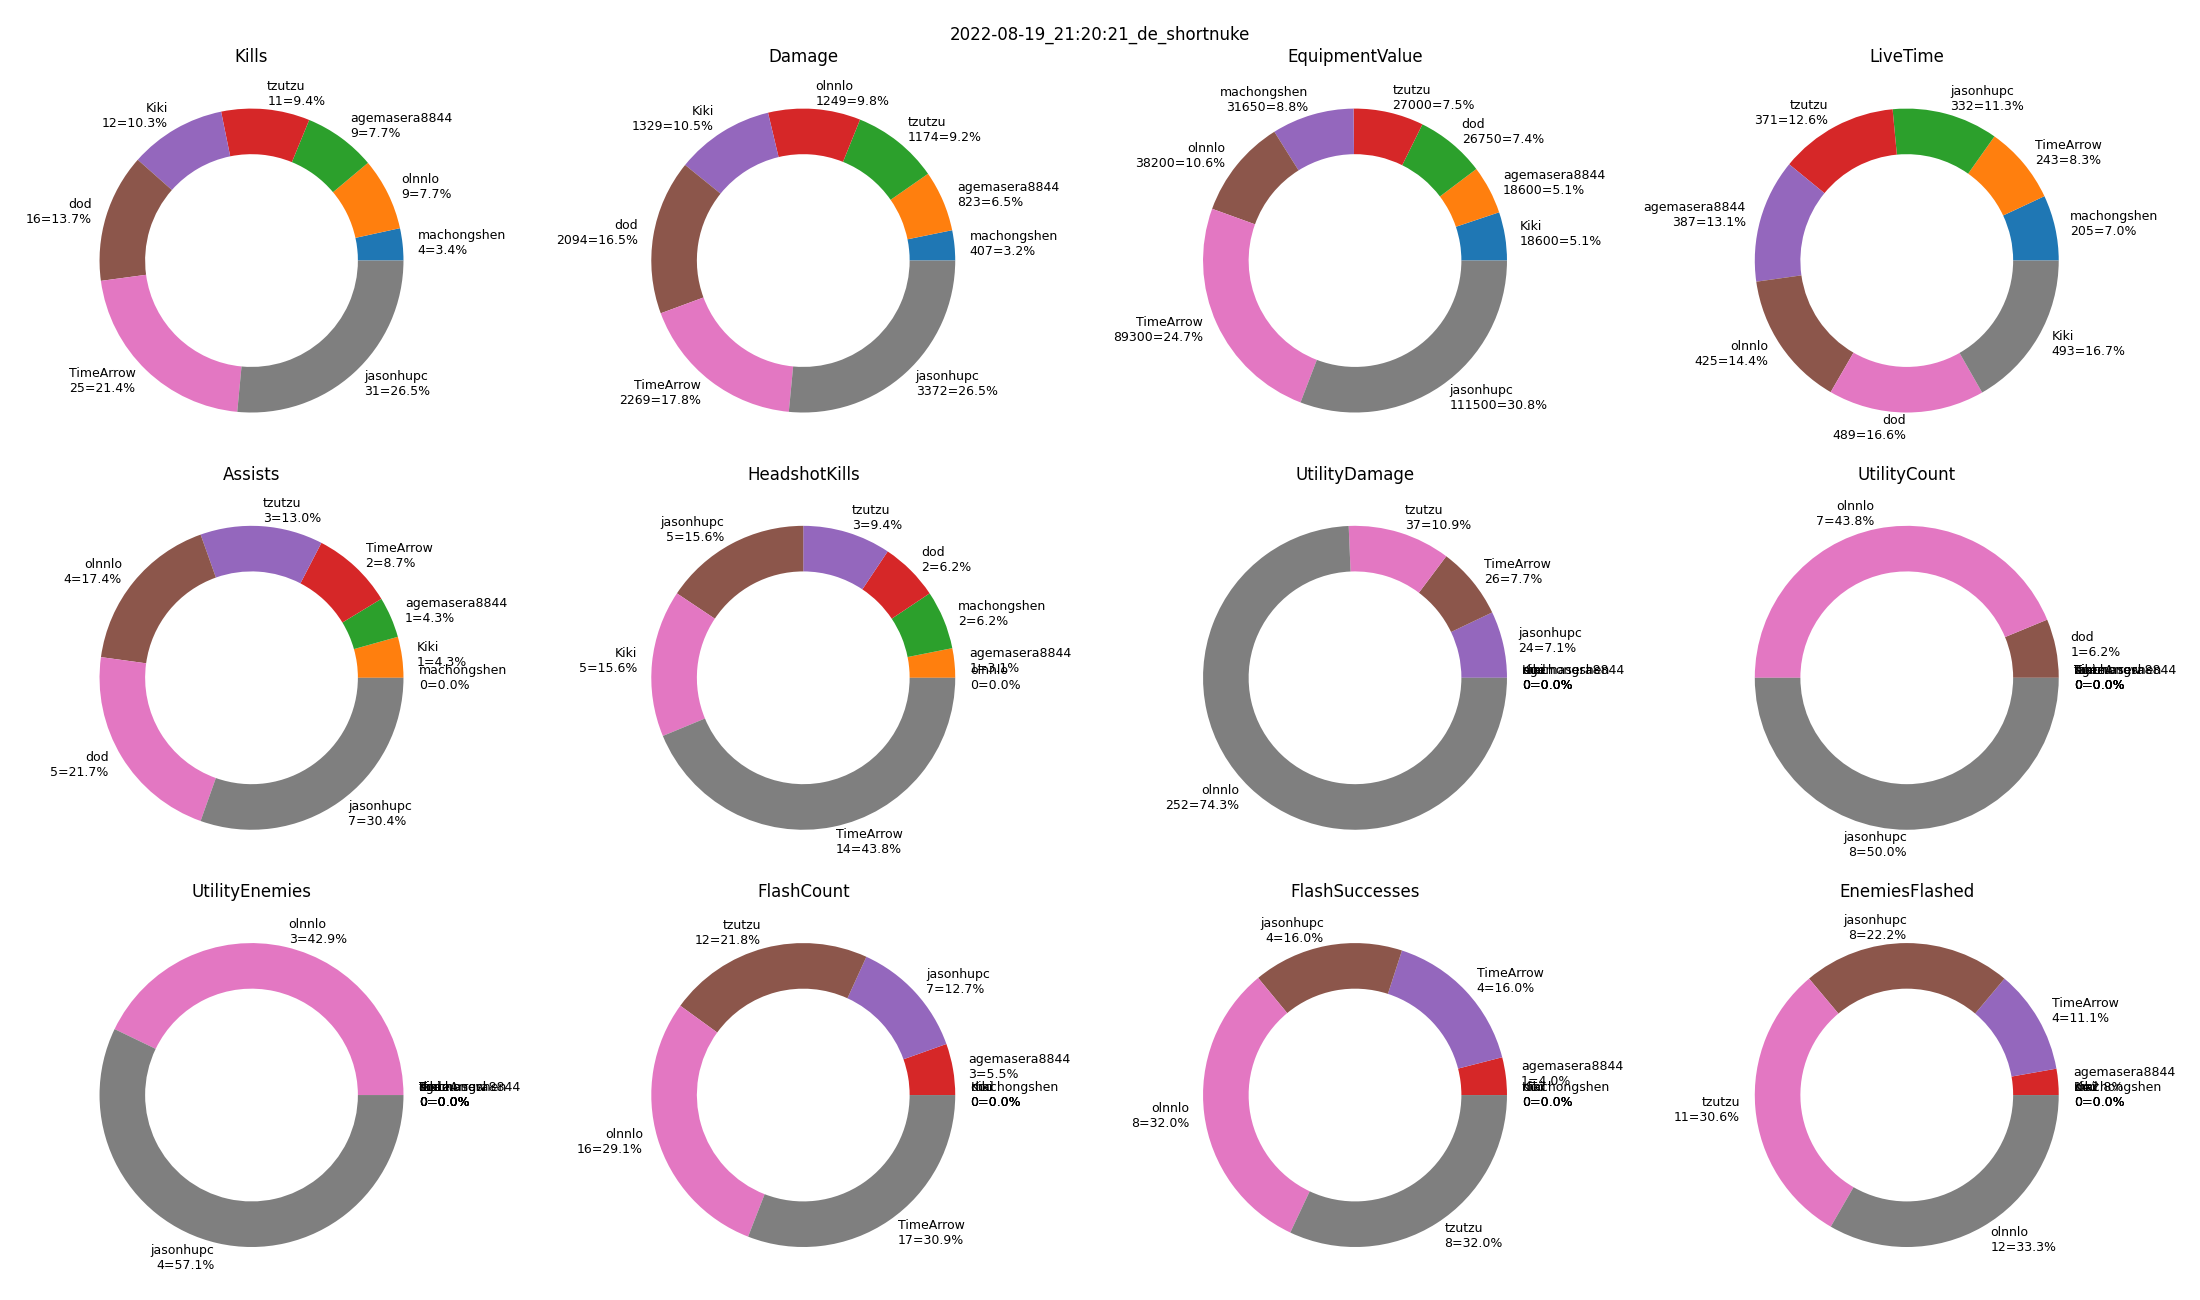 2022-08-19_21:20:21_de_shortnuke
Kills
tzutzu
11=9.4%
Kiki
12=10.3%
agemasera8844
9=7.7%
olnnlo
9=7.7%
dod
16=13.7%
machongshen
4=3.4%
TimeArrow
25=21.4%
jasonhupc
31=26.5%
Damage
olnnlo
1249=9.8%
Kiki
1329=10.5%
tzutzu
1174=9.2%
agemasera8844
823=6.5%
dod
2094=16.5%
machongshen
407=3.2%
TimeArrow
2269=17.8%
jasonhupc
3372=26.5%
EquipmentValue
tzutzu
27000=7.5%
machongshen
31650=8.8%
dod
26750=7.4%
olnnlo
38200=10.6%
agemasera8844
18600=5.1%
Kiki
18600=5.1%
TimeArrow
89300=24.7%
jasonhupc
111500=30.8%
LiveTime
jasonhupc
332=11.3%
tzutzu
371=12.6%
TimeArrow
243=8.3%
agemasera8844
387=13.1%
machongshen
205=7.0%
olnnlo
425=14.4%
Kiki
493=16.7%
dod
489=16.6%
Assists
tzutzu
3=13.0%
TimeArrow
2=8.7%
olnnlo
4=17.4%
agemasera8844
1=4.3%
Kiki
1=4.3%
machongshen
0=0.0%
dod
5=21.7%
jasonhupc
7=30.4%
HeadshotKills
tzutzu
3=9.4%
jasonhupc
5=15.6%
dod
2=6.2%
machongshen
2=6.2%
Kiki
5=15.6%
agemasera8844
1=3.1%
olnnlo
0=0.0%
TimeArrow
14=43.8%
UtilityDamage
tzutzu
37=10.9%
TimeArrow
26=7.7%
jasonhupc
24=7.1%
0=0.0%
olnnlo
252=74.3%
UtilityCount
olnnlo
7=43.8%
dod
1=6.2%
0=0.0%
jasonhupc
8=50.0%
UtilityEnemies
olnnlo
3=42.9%
0=0.0%
jasonhupc
4=57.1%
FlashCount
tzutzu
12=21.8%
jasonhupc
7=12.7%
agemasera8844
3=5.5%
machongshen
0=0.0%
olnnlo
16=29.1%
TimeArrow
17=30.9%
FlashSuccesses
jasonhupc
4=16.0%
TimeArrow
4=16.0%
agemasera8844
1=4.0%
machongshen
0=0.0%
olnnlo
8=32.0%
tzutzu
8=32.0%
EnemiesFlashed
jasonhupc
8=22.2%
TimeArrow
4=11.1%
agemasera8844
machongshen
0=0.0%
tzutzu
11=30.6%
olnnlo
12=33.3%